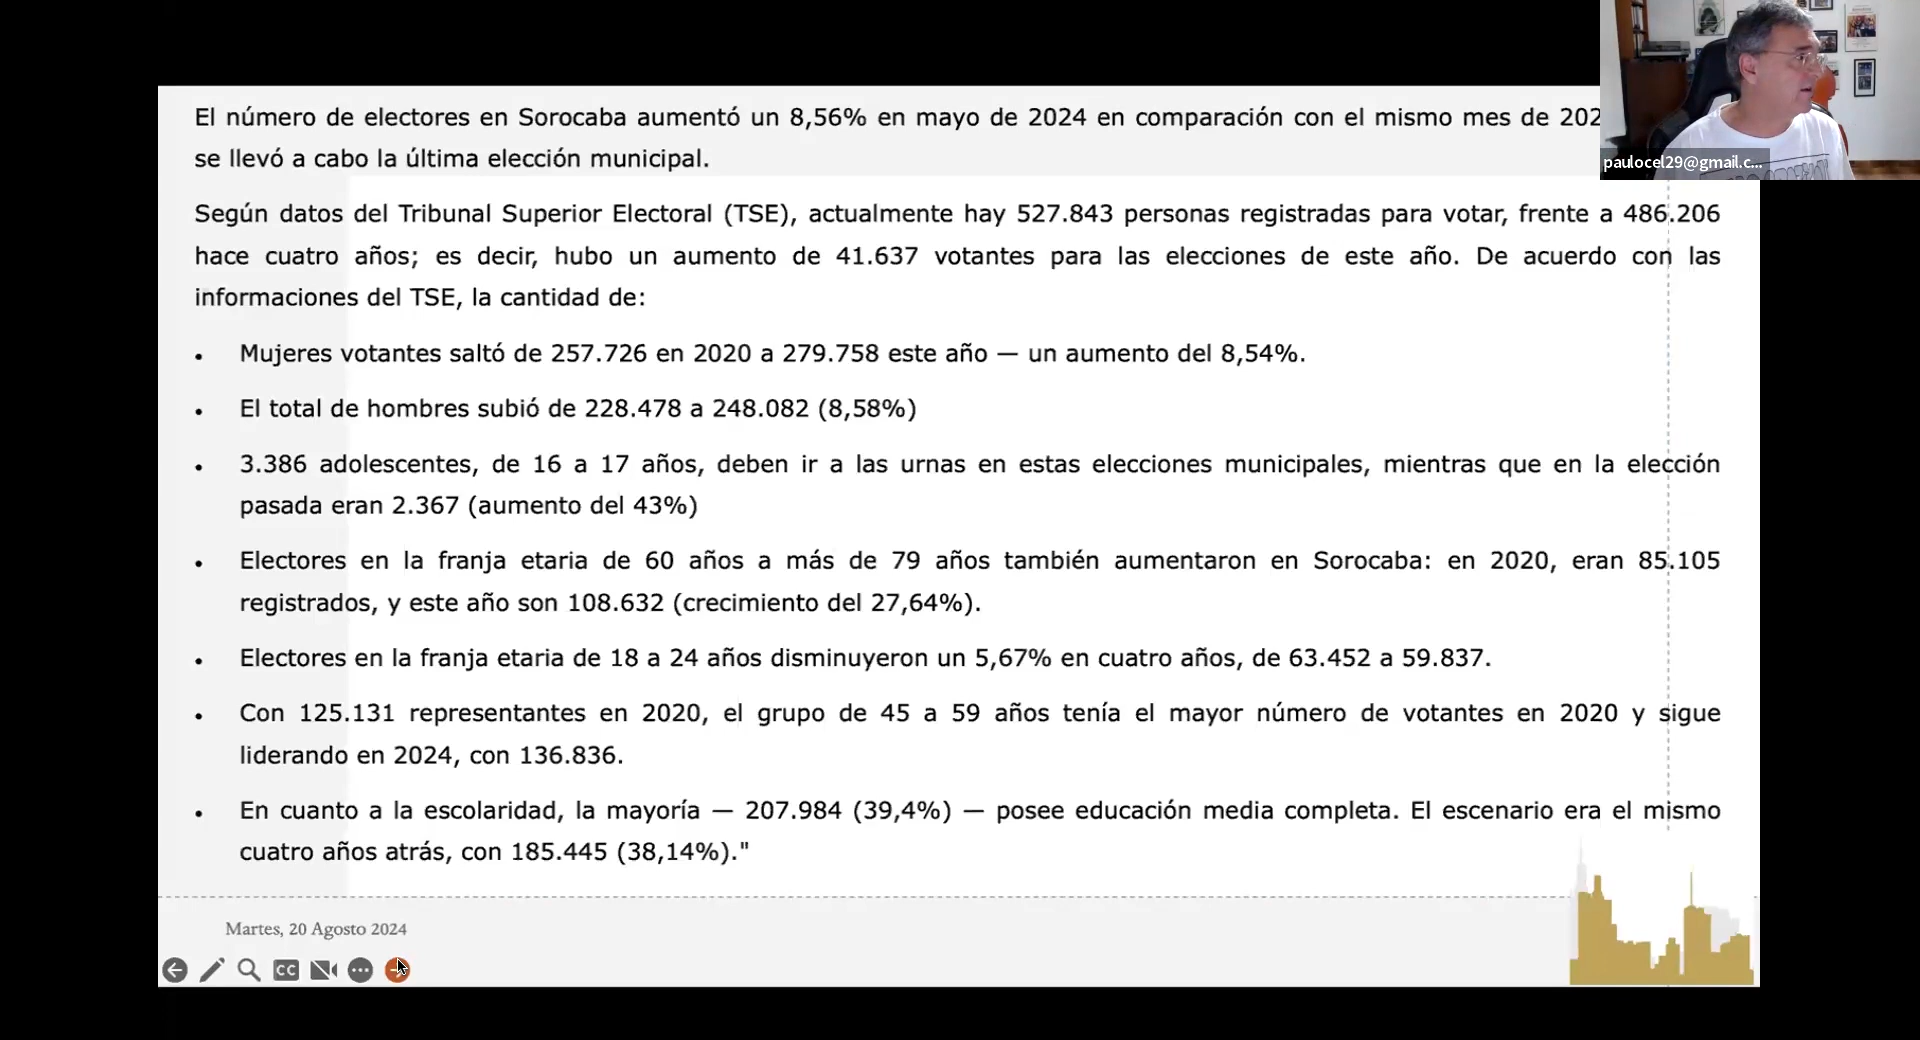 El número de electores en Sorocaba aumentó un 8,56% en mayo de 2024 en comparación con el mismo mes de 202
se llevó a cabo la última elección municipal.
paulocel29@gmail.c...
Según datos del Tribunal Superior Electoral (TSE), actualmente hay 527.843 personas registradas para votar, frente a 486.206
hace cuatro años; es decir, hubo un aumento de 41.637 votantes para las elecciones de este año. De acuerdo con las
informaciones del TSE, la cantidad de:
• Mujeres votantes saltó de 257.726 en 2020 a 279.758 este año — un aumento del 8,54%.
• El total de hombres subió de 228.478 a 248.082 (8,58%)
• 3.386 adolescentes, de 16 a 17 años, deben ir a las urnas en estas elecciones municipales, mientras que en la elección
pasada eran 2.367 (aumento del 43%)
• Electores en la franja etaria de 60 años a más de 79 años también aumentaron en Sorocaba: en 2020, eran 85.105
registrados, y este año son 108.632 (crecimiento del 27,64%).
• Electores en la franja etaria de 18 a 24 años disminuyeron un 5,67% en cuatro años, de 63.452 a 59.837.
• Con 125.131 representantes en 2020, el grupo de 45 a 59 años tenía el mayor número de votantes en 2020 y sigue
liderando en 2024, con 136.836.
• En cuanto a la escolaridad, la mayoría — 207.984 (39,4%) — posee educación media completa. El escenario era el mismo
cuatro años atrás, con 185.445 (38,14%)."
Martes, 20 Agosto 2024
CC